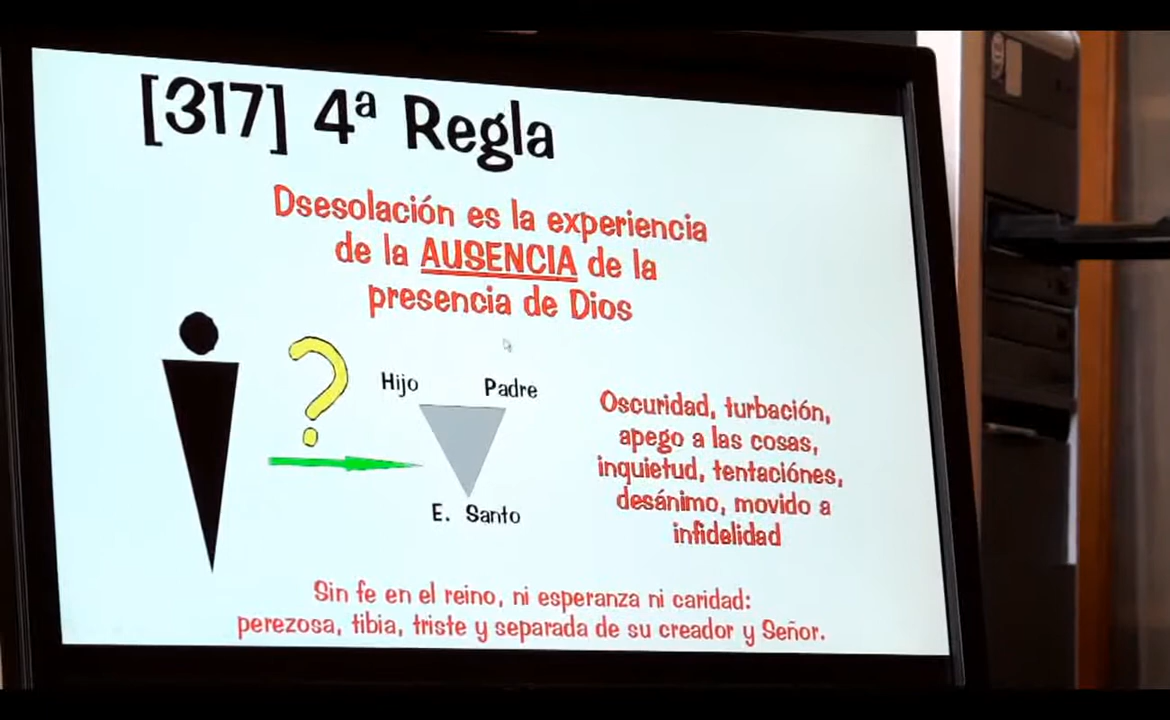 [317] 4ª Regla
Dsesolación es la experiencia
de la AUSENCIA de la
presencia de Dios
?
Hijo
Padre
E. Santo
Oscuridad, turbación,
apego a las cosas,
inquietud, tentaciónes,
desánimo, movido a
infidelidad
Sin fe en el reino, ni esperanza ni caridad:
perezosa, tibia, triste y separada de su creador y Señor.